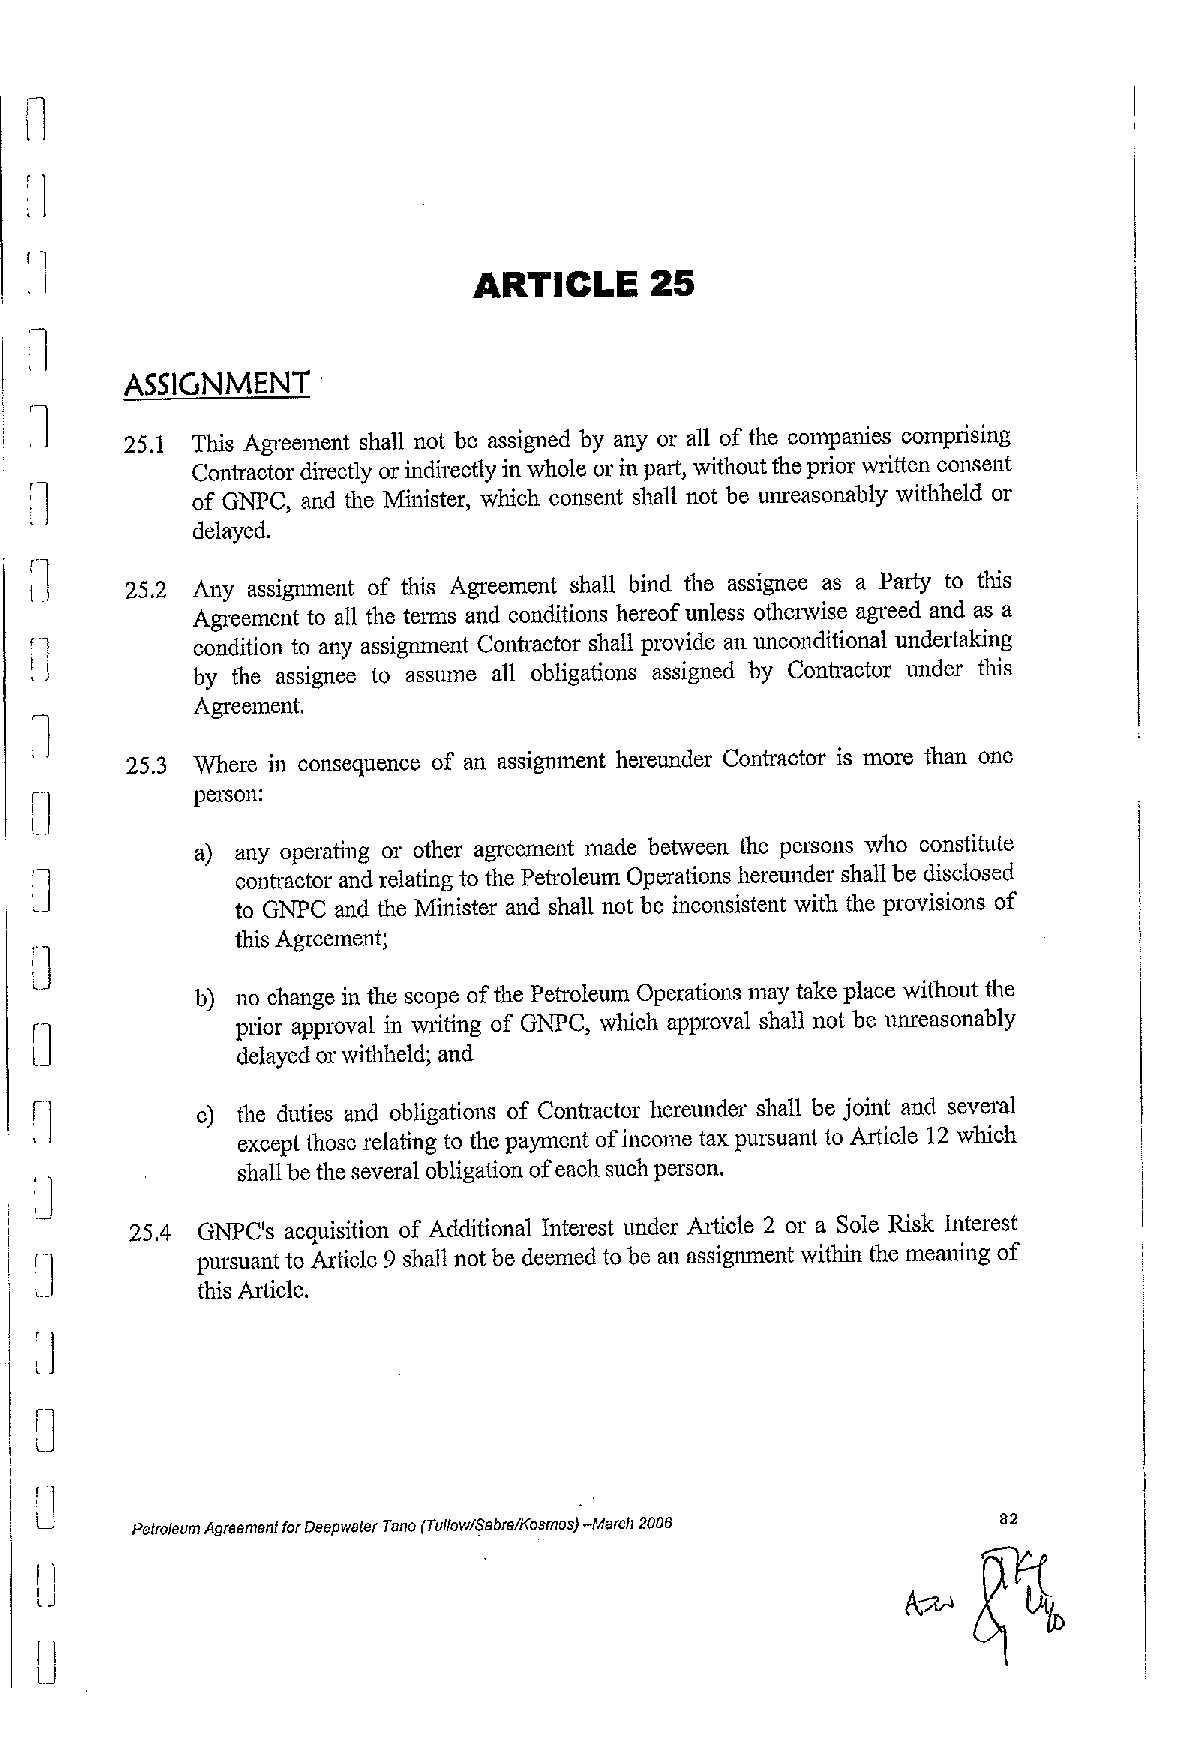 ARTICLE 25
ASSIGNMENT
25.1 This Agreement shall not be assigned by any or all of the companies comprising
Contractor directly or indirectly in whole or in part, without the prior written consent
of GNPC, and the Minister, which consent shall not be unreasonably withheld or
delayed.
25.2 Any assignment of this Agreement shall bind the assignee as a Party to this
Agreement to all the terms and conditions hereof unless otherwise agreed and as a
condition to any assignment Contractor shall provide an unconditional undertaking
by the assignee to assume all obligations assigned by Contractor under this
Agreement.
25.3 Where in consequence of an assignment hereunder Contractor is more than one
person:
a) any operating or other agreement made between the persons who constitute
contractor and relating to the Petroleum Operations hereunder shall be disclosed
to GNPC and the Minister and shall not be inconsistent with the provisions of
this Agreement;
b) no change in the scope of the Petroleum Operations may take place without the
prior approval in writing of GNPC, which approval shall not be unreasonably
delayed or withheld; and
c) the duties and obligations of Contractor hereunder shall be joint and several
except those relating to the payment of income tax pursuant to Article 12 which
shall be the several obligation of each such person.
25.4 GNPC's acquisition of Additional Interest under Article 2 or a Sole Risk Interest
pursuant to Article 9 shall not be deemed to be an assignment within the meaning of
this Article.
Petroleum Agreement for Deepwater Tano (Tullow/Sabre/Kosmos) –March 2006
82